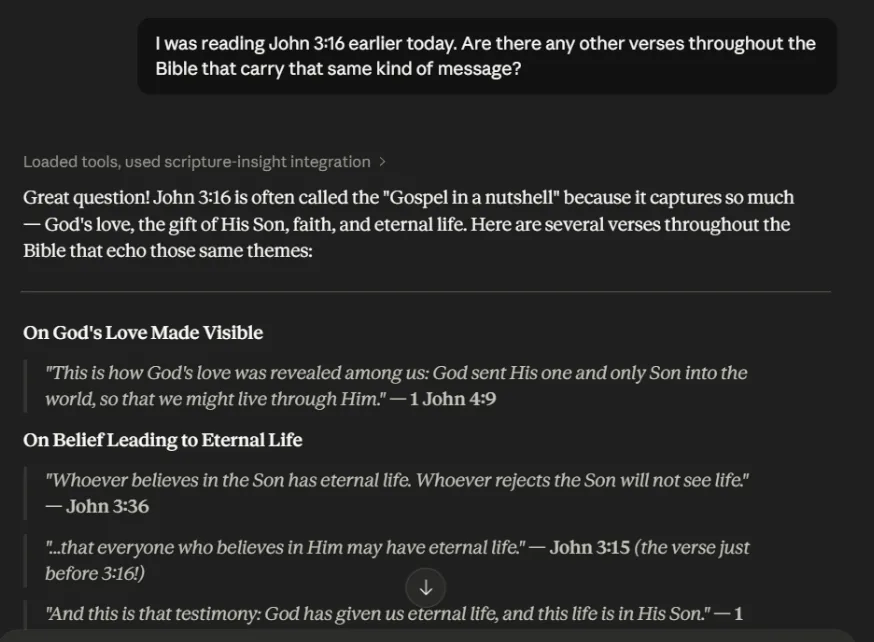 I was reading John 3:16 earlier today. Are there any other verses throughout the
Bible that carry that same kind of message?
Loaded tools, used scripture-insight integration >
Great question! John 3:16 is often called the "Gospel in a nutshell" because it captures so much
— God's love, the gift of His Son, faith, and eternal life. Here are several verses throughout the
Bible that echo those same themes:
On God's Love Made Visible
"This is how God's love was revealed among us: God sent His one and only Son into the
world, so that we might live through Him." — 1 John 4:9
On Belief Leading to Eternal Life
"Whoever believes in the Son has eternal life. Whoever rejects the Son will not see life."
— John 3:36
"...that everyone who believes in Him may have eternal life." — John 3:15 (the verse just
before 3:16!)
"And this is that testimony: God has given us eternal life, and this life is in His Son." — 1